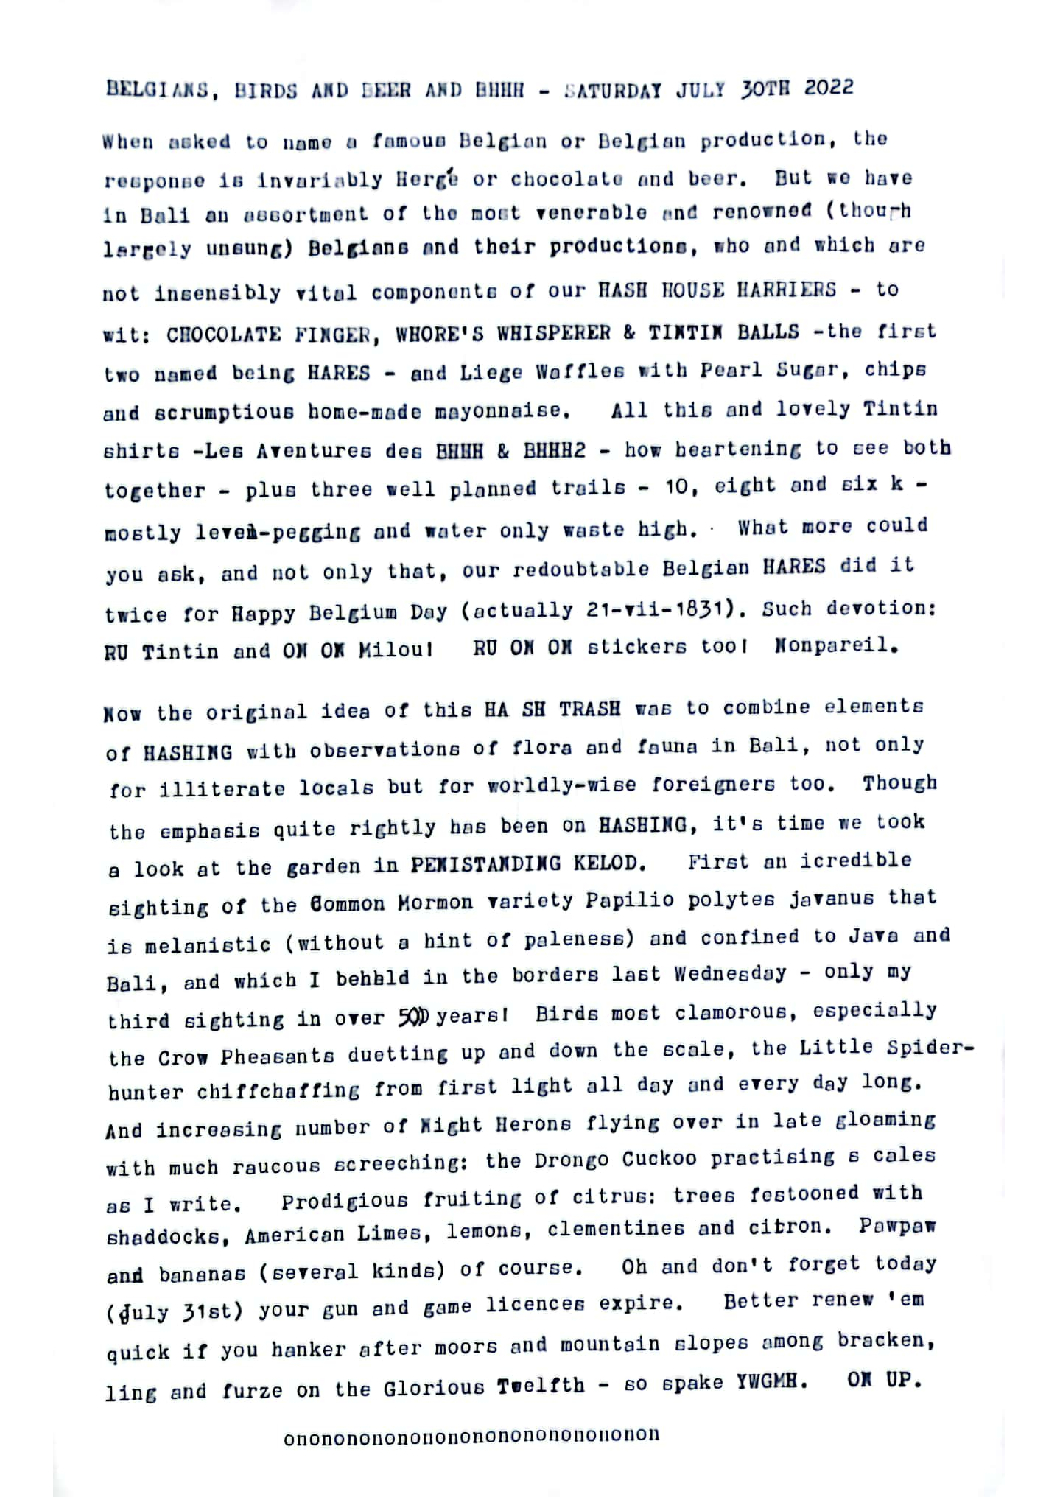 BELGIANS, BIRDS AND BEER AND BHHH - SATURDAY JULY 30TH 2022
When asked to name a famous Belgian or Belgian production, the
response is invariably Hergé or chocolate and beer. But we have
in Bali an assortment of the most venerable and renowned (though
largely unsung) Belgians and their productions, who and which are
not insensibly vital components of our HASH HOUSE HARRIERS - to
wit: CHOCOLATE FINGER, WHORE'S WHISPERER & TINTIN BALLS -the first
two named being HARES - and Liege Waffles with Pearl Sugar, chips
and scrumptious home-made mayonnaise. All this and lovely Tintin
shirts -Les Aventures des BHHH & BHHH2 - how heartening to see both
together - plus three well planned trails - 10, eight and six k -
mostly level-pegging and water only waste high. What more could
you ask, and not only that, our redoubtable Belgian HARES did it
twice for Happy Belgium Day (actually 21-vii-1831). Such devotion:
RU Tintin and ON ON Milou! RU ON ON stickers too! Nonpareil.
Now the original idea of this HA SH TRASH was to combine elements
of HASHING with observations of flora and fauna in Bali, not only
for illiterate locals but for worldly-wise foreigners too. Though
the emphasis quite rightly has been on HASHING, it's time we took
a look at the garden in PENISTANDING KELOD. First an icredible
sighting of the Common Mormon variety Papilio polytes javanus that
is melanistic (without a hint of paleness) and confined to Java and
Bali, and which I beheld in the borders last Wednesday - only my
third sighting in over 50 years! Birds most clamorous, especially
the Crow Pheasants duetting up and down the scale, the Little Spider-
hunter chiffchaffing from first light all day and every day long.
And increasing number of Night Herons flying over in late gloaming
with much raucous screeching: the Drongo Cuckoo practising s cales
as I write. Prodigious fruiting of citrus: trees festooned with
shaddocks, American Limes, lemons, clementines and citron. Pawpaw
and bananas (several kinds) of course. Oh and don't forget today
(July 31st) your gun and game licences expire. Better renew 'em
quick if you hanker after moors and mountain slopes among bracken,
ling and furze on the Glorious Twelfth - so spake YWGMH. ON UP.
onononononononononononononononon